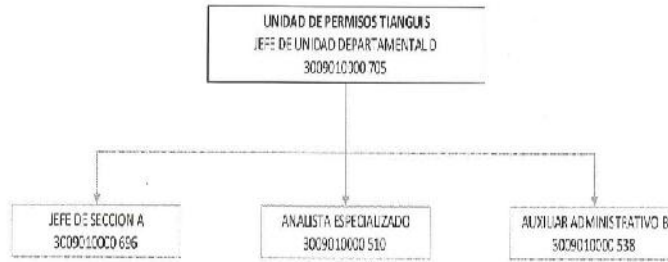 UNIDAD DE PERMISOS TIANGUIS
JEFE DE UNIDAD DEPARTAMENTAL D
3009010000 705
JEFE DE SECCION A
3009010000 696
ANALISTA ESPECIALIZADO
3009010000 510
AUXILIAR ADMINISTRATIVO B
3009010000 538